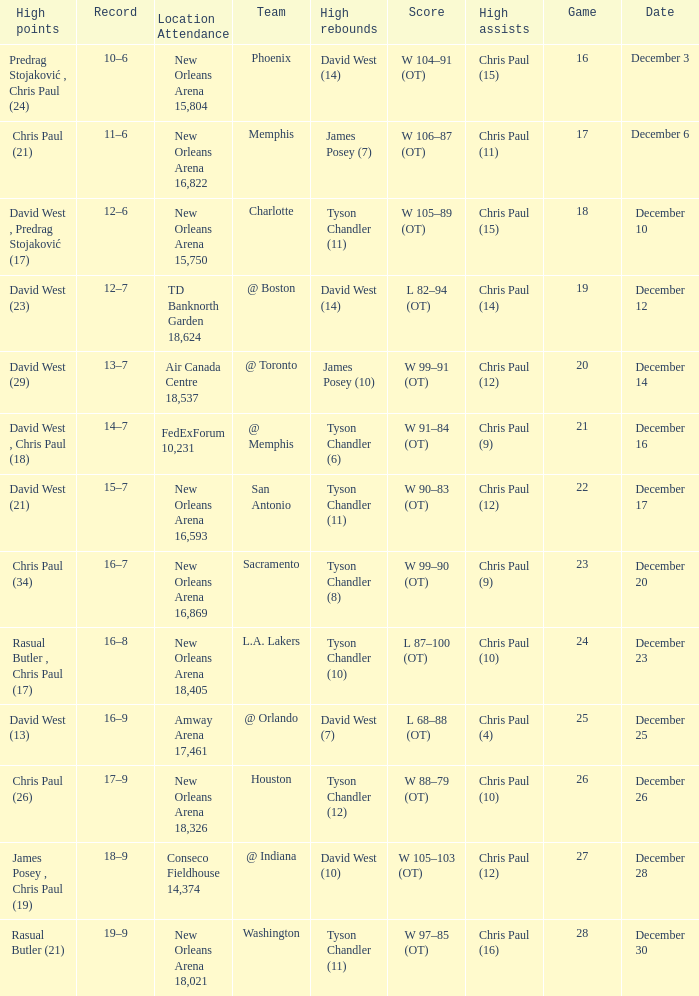 High points Record Location Attendance Team High rebounds Score High assists Game Date
Predrag Stojaković , Chris Paul (24) 10–6 New Orleans Arena 15,804 Phoenix David West (14) W 104–91 (OT) Chris Paul (15) 16 December 3
Chris Paul (21) 11–6 New Orleans Arena 16,822 Memphis James Posey (7) W 106–87 (OT) Chris Paul (11) 17 December 6
David West , Predrag Stojaković (17) 12–6 New Orleans Arena 15,750 Charlotte Tyson Chandler (11) W 105–89 (OT) Chris Paul (15) 18 December 10
David West (23) 12–7 TD Banknorth Garden 18,624 @ Boston David West (14) L 82–94 (OT) Chris Paul (14) 19 December 12
David West (29) 13–7 Air Canada Centre 18,537 @ Toronto James Posey (10) W 99–91 (OT) Chris Paul (12) 20 December 14
David West , Chris Paul (18) 14–7 FedExForum 10,231 @ Memphis Tyson Chandler (6) W 91–84 (OT) Chris Paul (9) 21 December 16
David West (21) 15–7 New Orleans Arena 16,593 San Antonio Tyson Chandler (11) W 90–83 (OT) Chris Paul (12) 22 December 17
Chris Paul (34) 16–7 New Orleans Arena 16,869 Sacramento Tyson Chandler (8) W 99–90 (OT) Chris Paul (9) 23 December 20
Rasual Butler , Chris Paul (17) 16–8 New Orleans Arena 18,405 L.A. Lakers Tyson Chandler (10) L 87–100 (OT) Chris Paul (10) 24 December 23
David West (13) 16–9 Amway Arena 17,461 @ Orlando David West (7) L 68–88 (OT) Chris Paul (4) 25 December 25
Chris Paul (26) 17–9 New Orleans Arena 18,326 Houston Tyson Chandler (12) W 88–79 (OT) Chris Paul (10) 26 December 26
James Posey , Chris Paul (19) 18–9 Conseco Fieldhouse 14,374 @ Indiana David West (10) W 105–103 (OT) Chris Paul (12) 27 December 28
Rasual Butler (21) 19–9 New Orleans Arena 18,021 Washington Tyson Chandler (11) W 97–85 (OT) Chris Paul (16) 28 December 30